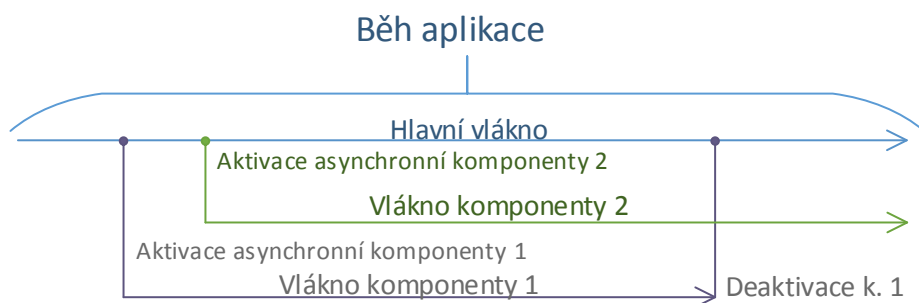 Běh aplikace
Hlavní vlákno
Aktivace asynchronní komponenty 2
Vlákno komponenty 2
Aktivace asynchronní komponenty 1
Vlákno komponenty 1
Deaktivace k. 1